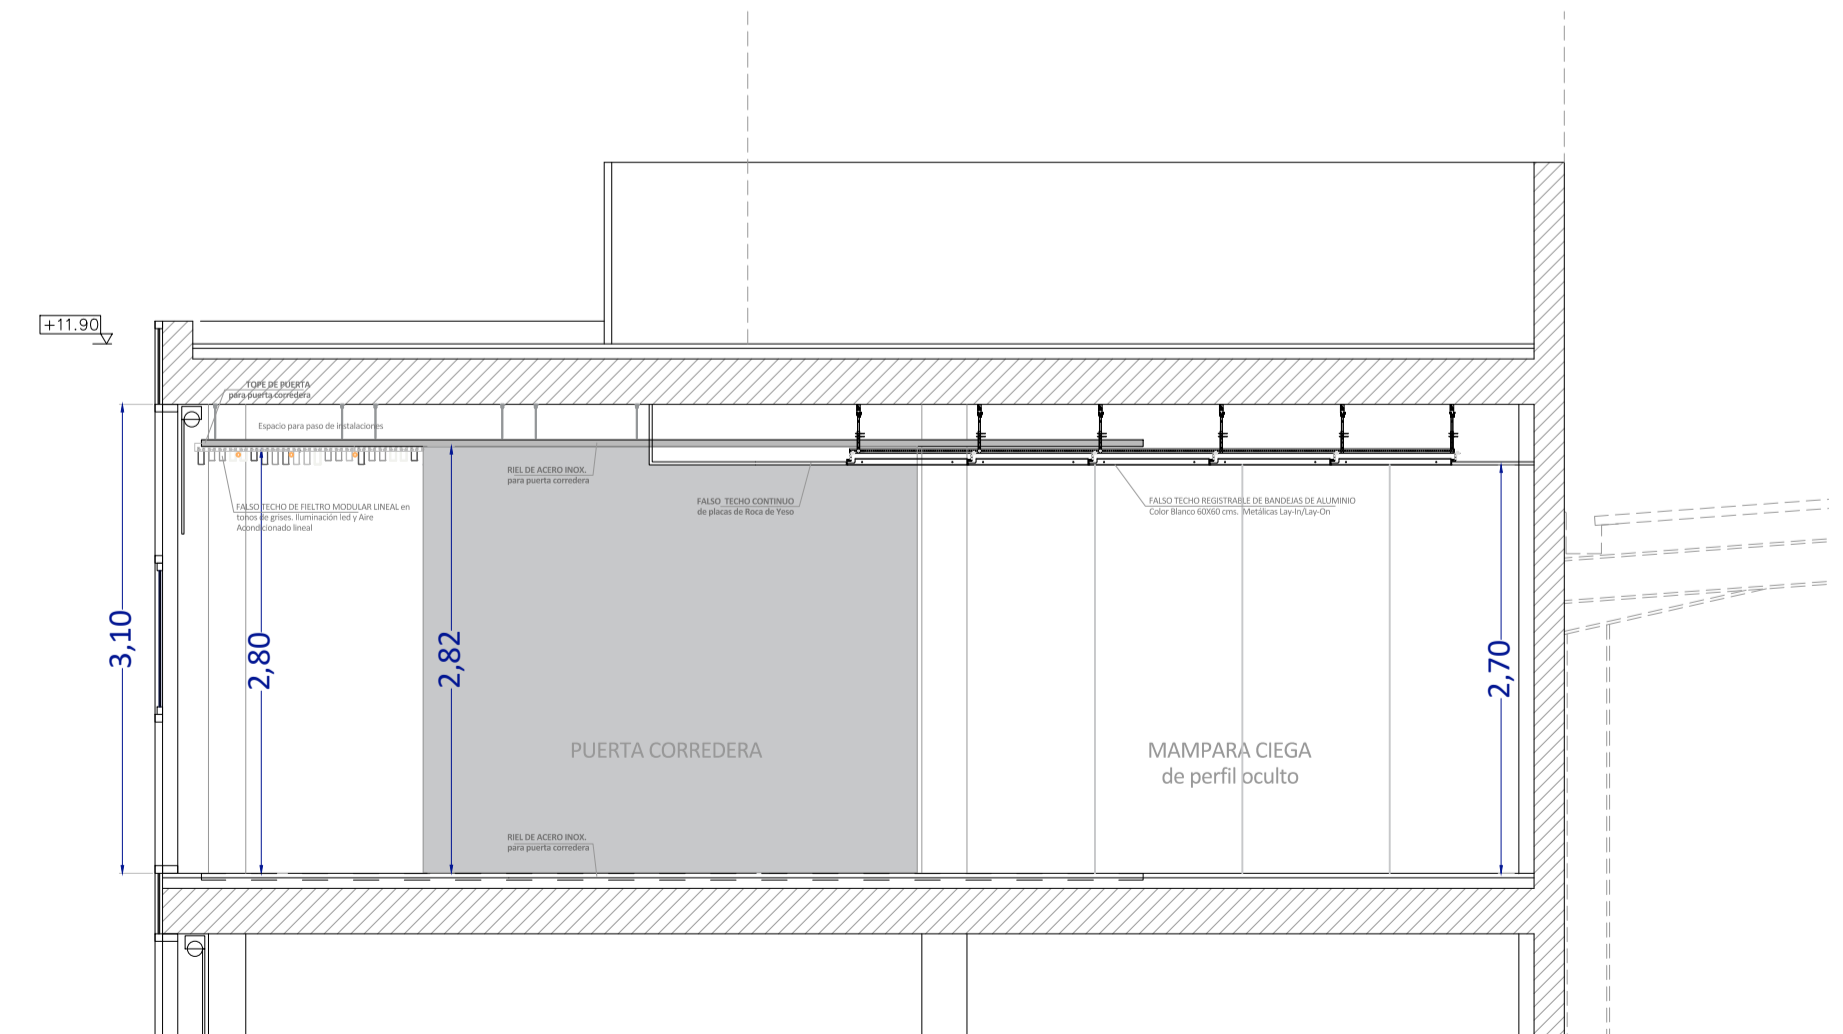 +11.90
TOPE DE PUERTA
para puerta corredera
Espacio para paso de instalaciones
RIEL DE ACERO INOX.
para puerta corredera
FALSO TECHO CONTINUO
de placas de Roca de Yeso
FALSO TECHO REGISTRABLE DE BANDEJAS DE ALUMINIO
Color Blanco 60X60 cms. Metálicas Lay-In/Lay-On
FALSO TECHO DE FIELTRO MODULAR LINEAL en
tonos de grises. Iluminación led y Aire
Acondicionado lineal
3,10
2,80
2,82
2,70
PUERTA CORREDERA
MAMPARA CIEGA
de perfil oculto
RIEL DE ACERO INOX.
para puerta corredera